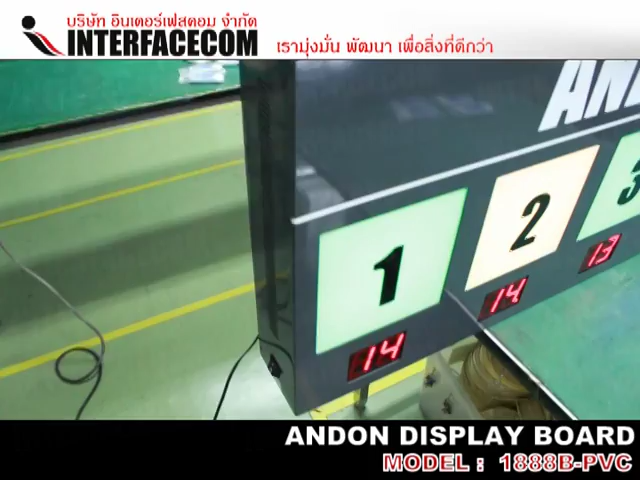 บริษัท อินเตอร์เฟสคอม จำกัด
INTERFACECOM
เรามุ่งมั่น พัฒนา เพื่อสิ่งที่ดีกว่า
1
2
3
14
14
13
ANDON DISPLAY BOARD
MODEL : 1888B-PVC